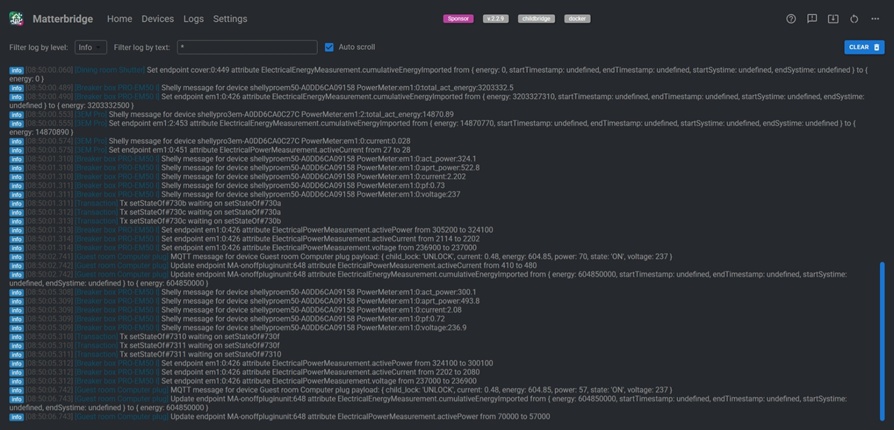 Matterbridge Home Devices Logs Settings Sponsor v.2.2.9 childbridge docker
Filter log by level: Info Filter log by text: * Auto scroll CLEAR
Info [08:50:00.060] [Dining room Shutter] Set endpoint cover:0:449 attribute ElectricalEnergyMeasurement.cumulativeEnergyImported from { energy: 0, startTimestamp: undefined, endTimestamp: undefined, startSystime: undefined, endSystime: undefined } to {
energy: 0 }
Info [08:50:00.489] [Breaker box PRO-EM50 I] Shelly message for device shellyproem50-A0DD6CA09158 PowerMeter:em1:0:total_act_energy:3203332.5
Info [08:50:00.490] [Breaker box PRO-EM50 I] Set endpoint em1:0:426 attribute ElectricalEnergyMeasurement.cumulativeEnergyImported from { energy: 3203327310, startTimestamp: undefined, endTimestamp: undefined, startSystime: undefined, endSystime:
undefined } to { energy: 3203332500 }
Info [08:50:00.553] [3EM Pro] Shelly message for device shellypro3em-A0DD6CA0C27C PowerMeter:em1:2:total_act_energy:14870.89
Info [08:50:00.555] [3EM Pro] Set endpoint em1:2:453 attribute ElectricalEnergyMeasurement.cumulativeEnergyImported from { energy: 14870770, startTimestamp: undefined, endTimestamp: undefined, startSystime: undefined, endSystime: undefined } to {
energy: 14870890 }
Info [08:50:00.574] [3EM Pro] Shelly message for device shellypro3em-A0DD6CA0C27C PowerMeter:em1:0:current:0.028
Info [08:50:00.575] [3EM Pro] Set endpoint em1:0:451 attribute ElectricalPowerMeasurement.activeCurrent from 27 to 28
Info [08:50:01.310] [Breaker box PRO-EM50 I] Shelly message for device shellyproem50-A0DD6CA09158 PowerMeter:em1:0:act_power:324.1
Info [08:50:01.310] [Breaker box PRO-EM50 I] Shelly message for device shellyproem50-A0DD6CA09158 PowerMeter:em1:0:aprt_power:522.8
Info [08:50:01.310] [Breaker box PRO-EM50 I] Shelly message for device shellyproem50-A0DD6CA09158 PowerMeter:em1:0:current:2.202
Info [08:50:01.311] [Breaker box PRO-EM50 I] Shelly message for device shellyproem50-A0DD6CA09158 PowerMeter:em1:0:pf:0.73
Info [08:50:01.311] [Breaker box PRO-EM50 I] Shelly message for device shellyproem50-A0DD6CA09158 PowerMeter:em1:0:voltage:237
Info [08:50:01.311] [Transaction] Tx setStateOf#730b waiting on setStateOf#730a
Info [08:50:01.312] [Transaction] Tx setStateOf#730c waiting on setStateOf#730a
Info [08:50:01.313] [Transaction] Tx setStateOf#730c waiting on setStateOf#730b
Info [08:50:01.313] [Breaker box PRO-EM50 I] Set endpoint em1:0:426 attribute ElectricalPowerMeasurement.activePower from 305200 to 324100
Info [08:50:01.314] [Breaker box PRO-EM50 I] Set endpoint em1:0:426 attribute ElectricalPowerMeasurement.activeCurrent from 2114 to 2202
Info [08:50:01.314] [Breaker box PRO-EM50 I] Set endpoint em1:0:426 attribute ElectricalPowerMeasurement.voltage from 236900 to 237000
Info [08:50:02.741] [Guest room Computer plug] MQTT message for device Guest room Computer plug payload: { child_lock: 'UNLOCK', current: 0.48, energy: 604.85, power: 70, state: 'ON', voltage: 237 }
Info [08:50:02.742] [Guest room Computer plug] Update endpoint MA-onoffpluginunit:648 attribute ElectricalPowerMeasurement.activeCurrent from 410 to 480
Info [08:50:02.742] [Guest room Computer plug] Update endpoint MA-onoffpluginunit:648 attribute ElectricalEnergyMeasurement.cumulativeEnergyImported from { energy: 604850000, startTimestamp: undefined, endTimestamp: undefined, startSystime:
undefined, endSystime: undefined } to { energy: 604850000 }
Info [08:50:05.308] [Breaker box PRO-EM50 I] Shelly message for device shellyproem50-A0DD6CA09158 PowerMeter:em1:0:act_power:300.1
Info [08:50:05.309] [Breaker box PRO-EM50 I] Shelly message for device shellyproem50-A0DD6CA09158 PowerMeter:em1:0:aprt_power:493.8
Info [08:50:05.309] [Breaker box PRO-EM50 I] Shelly message for device shellyproem50-A0DD6CA09158 PowerMeter:em1:0:current:2.08
Info [08:50:05.309] [Breaker box PRO-EM50 I] Shelly message for device shellyproem50-A0DD6CA09158 PowerMeter:em1:0:pf:0.72
Info [08:50:05.309] [Breaker box PRO-EM50 I] Shelly message for device shellyproem50-A0DD6CA09158 PowerMeter:em1:0:voltage:236.9
Info [08:50:05.310] [Transaction] Tx setStateOf#7310 waiting on setStateOf#730f
Info [08:50:05.311] [Transaction] Tx setStateOf#7311 waiting on setStateOf#730f
Info [08:50:05.311] [Transaction] Tx setStateOf#7311 waiting on setStateOf#7310
Info [08:50:05.312] [Breaker box PRO-EM50 I] Set endpoint em1:0:426 attribute ElectricalPowerMeasurement.activePower from 324100 to 300100
Info [08:50:05.312] [Breaker box PRO-EM50 I] Set endpoint em1:0:426 attribute ElectricalPowerMeasurement.activeCurrent from 2202 to 2080
Info [08:50:05.312] [Breaker box PRO-EM50 I] Set endpoint em1:0:426 attribute ElectricalPowerMeasurement.voltage from 237000 to 236900
Info [08:50:06.742] [Guest room Computer plug] MQTT message for device Guest room Computer plug payload: { child_lock: 'UNLOCK', current: 0.48, energy: 604.85, power: 57, state: 'ON', voltage: 237 }
Info [08:50:06.743] [Guest room Computer plug] Update endpoint MA-onoffpluginunit:648 attribute ElectricalEnergyMeasurement.cumulativeEnergyImported from { energy: 604850000, startTimestamp: undefined, endTimestamp: undefined, startSystime:
undefined, endSystime: undefined } to { energy: 604850000 }
Info [08:50:06.743] [Guest room Computer plug] Update endpoint MA-onoffpluginunit:648 attribute ElectricalPowerMeasurement.activePower from 70000 to 57000